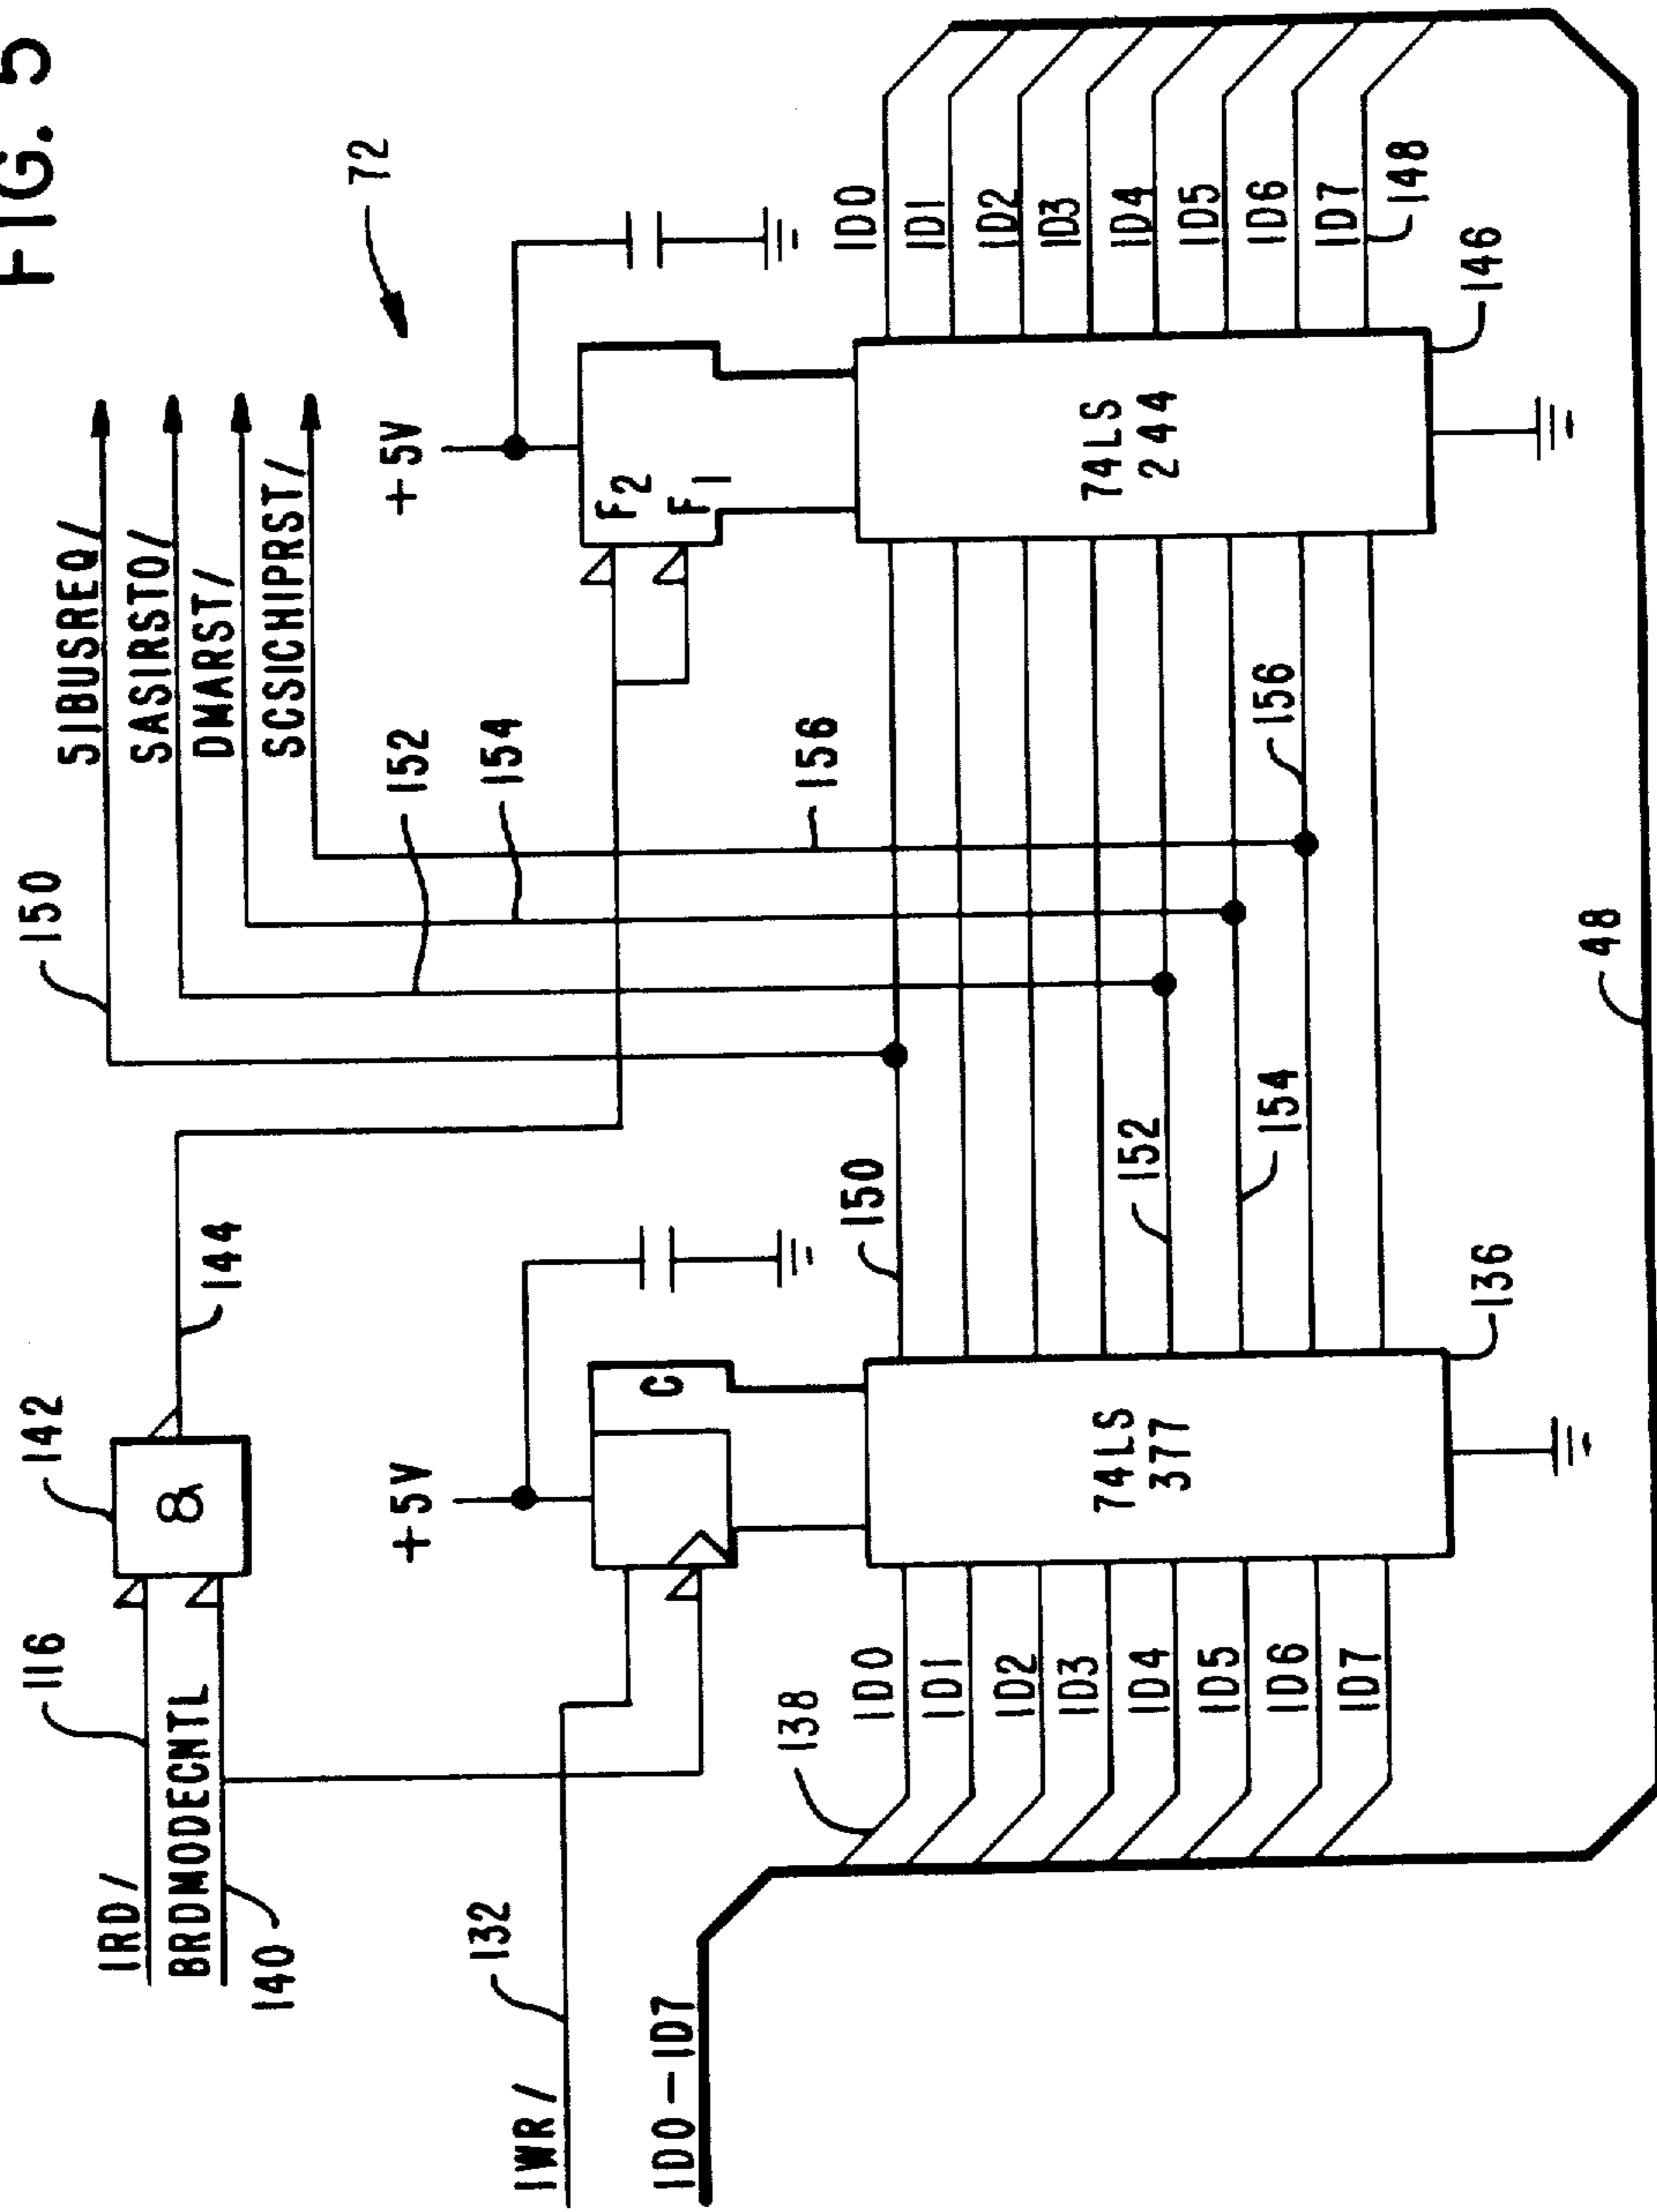 FIG. 5
72
150
51BUSREQ/
SASIRSTO/
DMARST/
SCSICHIPRST/
152
154
156
142
144
116
IRD/
BRDMODECNTL
140
&
132
IWR/
+5V
C
+5V
F2
F1
ID0-ID7
138
ID0
ID1
ID2
ID3
ID4
ID5
ID6
ID7
74LS
377
136
150
152
154
156
74LS
244
146
ID0
ID1
ID2
ID3
ID4
ID5
ID6
ID7
148
48